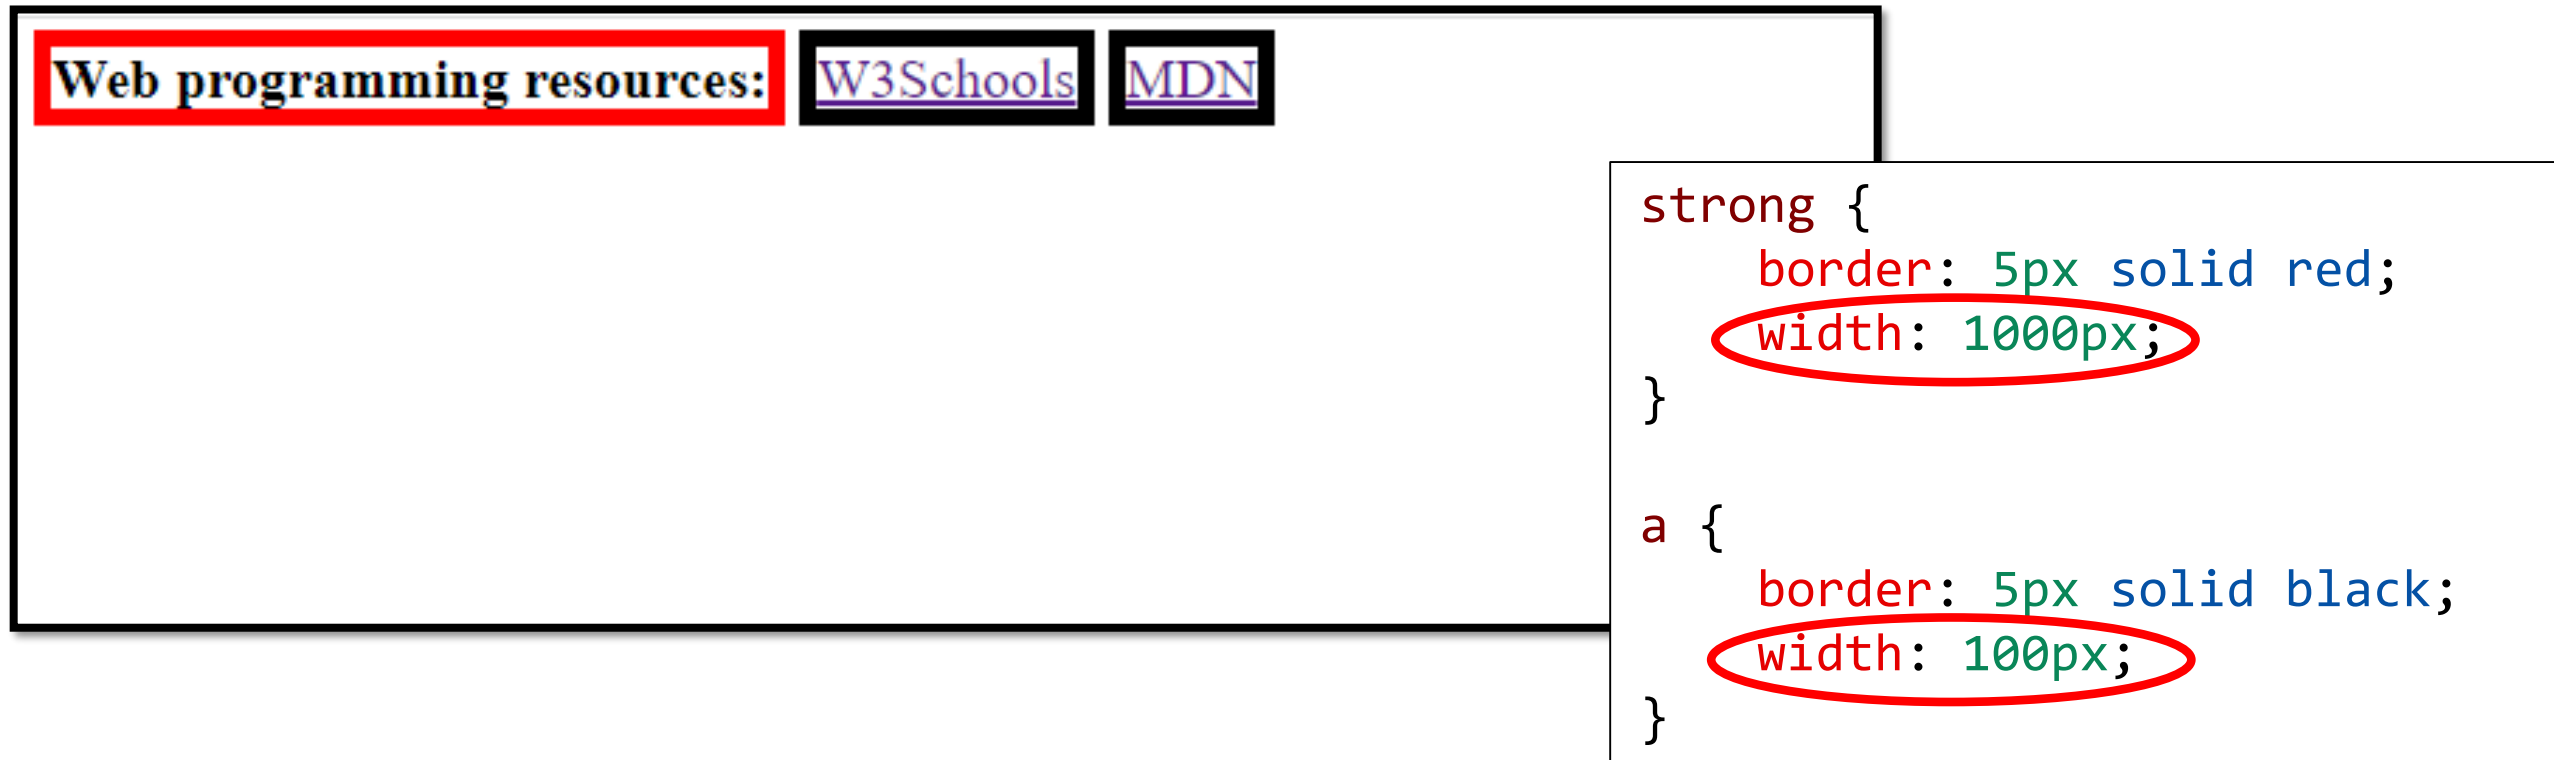 Web programming resources: W3Schools MDN
strong {
    border: 5px solid red;
    width: 1000px;
}
a {
    border: 5px solid black;
    width: 100px;
}